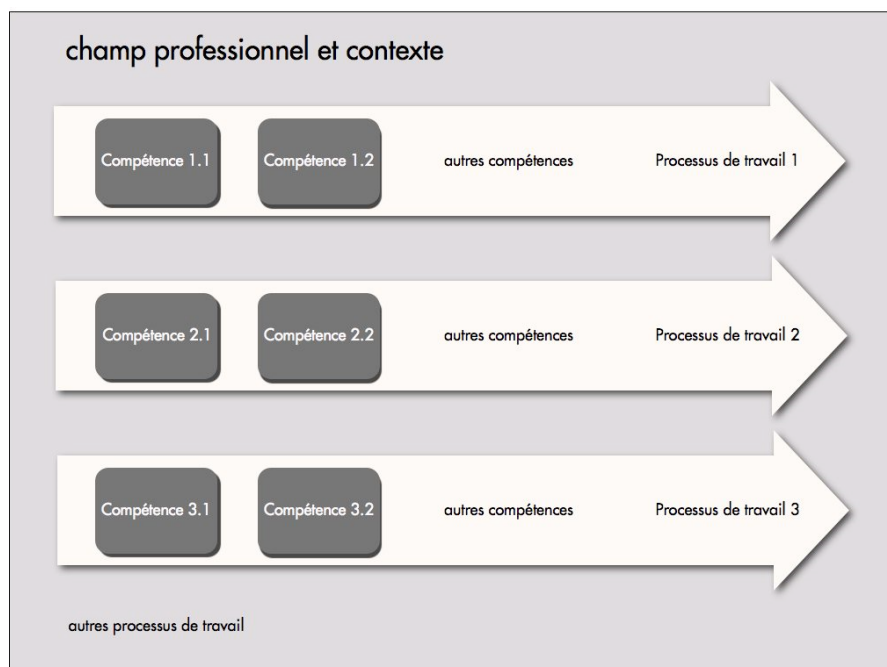 champ professionnel et contexte
Compétence 1.1 Compétence 1.2 autres compétences Processus de travail 1
Compétence 2.1 Compétence 2.2 autres compétences Processus de travail 2
Compétence 3.1 Compétence 3.2 autres compétences Processus de travail 3
autres processus de travail